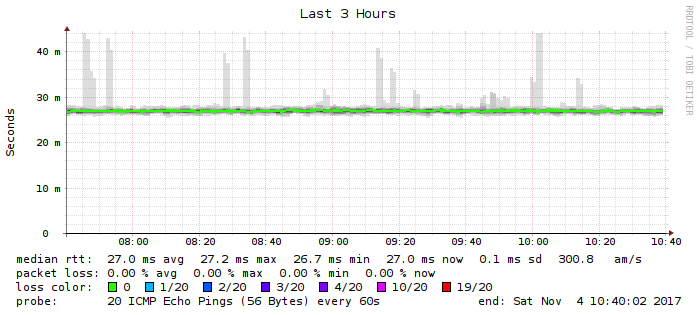 Last 3 Hours
RRDTOOL / TOBI OETIKER
Seconds
40 m
30 m
20 m
10 m
0
08:00 08:20 08:40 09:00 09:20 09:40 10:00 10:20 10:40
median rtt: 27.0 ms avg 27.2 ms max 26.7 ms min 27.0 ms now 0.1 ms sd 300.8 am/s
packet loss: 0.00 % avg 0.00 % max 0.00 % min 0.00 % now
loss color: 0 1/20 2/20 3/20 4/20 10/20 19/20
probe: 20 ICMP Echo Pings (56 Bytes) every 60s end: Sat Nov 4 10:40:02 2017